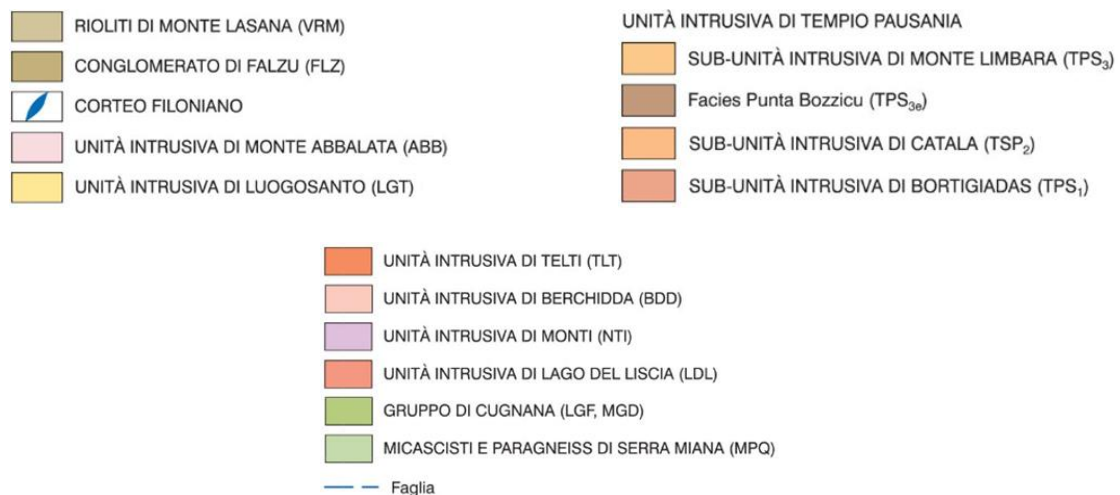 RIOLITI DI MONTE LASANA (VRM)
CONGLOMERATO DI FALZU (FLZ)
CORTEO FILONIANO
UNITÀ INTRUSIVA DI MONTE ABBALATA (ABB)
UNITÀ INTRUSIVA DI LUOGOSANTO (LGT)
UNITÀ INTRUSIVA DI TEMPIO PAUSANIA
SUB-UNITÀ INTRUSIVA DI MONTE LIMBARA (TPS₃)
Facies Punta Bozzicu (TPS₃ₑ)
SUB-UNITÀ INTRUSIVA DI CATALA (TSP₂)
SUB-UNITÀ INTRUSIVA DI BORTIGIADAS (TPS₁)
UNITÀ INTRUSIVA DI TELTI (TLT)
UNITÀ INTRUSIVA DI BERCHIDDA (BDD)
UNITÀ INTRUSIVA DI MONTI (NTI)
UNITÀ INTRUSIVA DI LAGO DEL LISCIA (LDL)
GRUPPO DI CUGNANA (LGF, MGD)
MICASCISTI E PARAGNEISS DI SERRA MIANA (MPQ)
Faglia